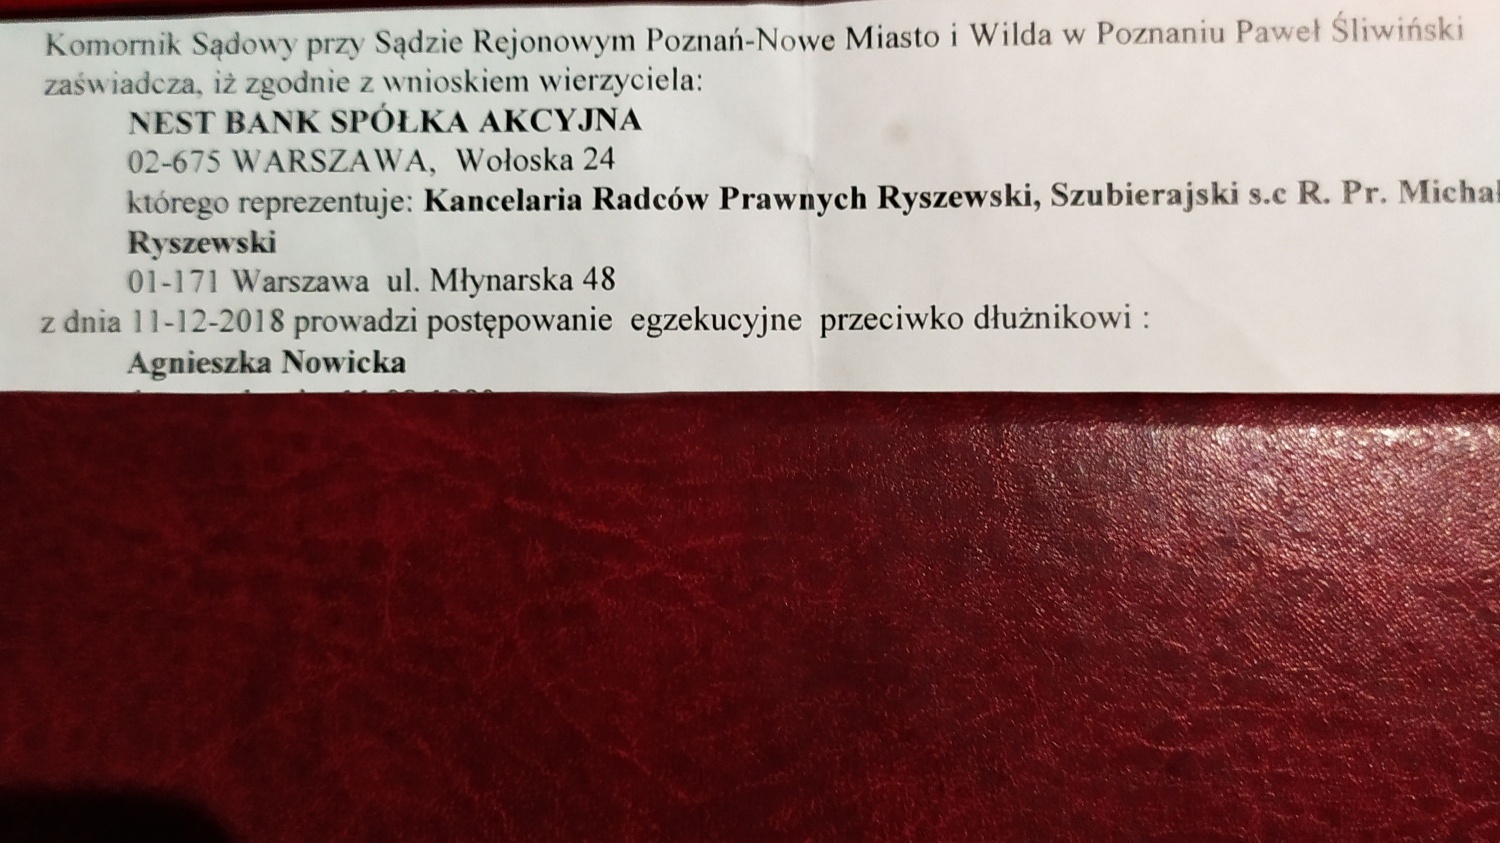 Komornik Sądowy przy Sądzie Rejonowym Poznań-Nowe Miasto i Wilda w Poznaniu Paweł Śliwiński
zaświadcza, iż zgodnie z wnioskiem wierzyciela:
NEST BANK SPÓŁKA AKCYJNA
02-675 WARSZAWA, Wołoska 24
którego reprezentuje: Kancelaria Radców Prawnych Ryszewski, Szubierajski s.c R. Pr. Michał
Ryszewski
01-171 Warszawa ul. Młynarska 48
z dnia 11-12-2018 prowadzi postępowanie egzekucyjne przeciwko dłużnikowi :
Agnieszka Nowicka